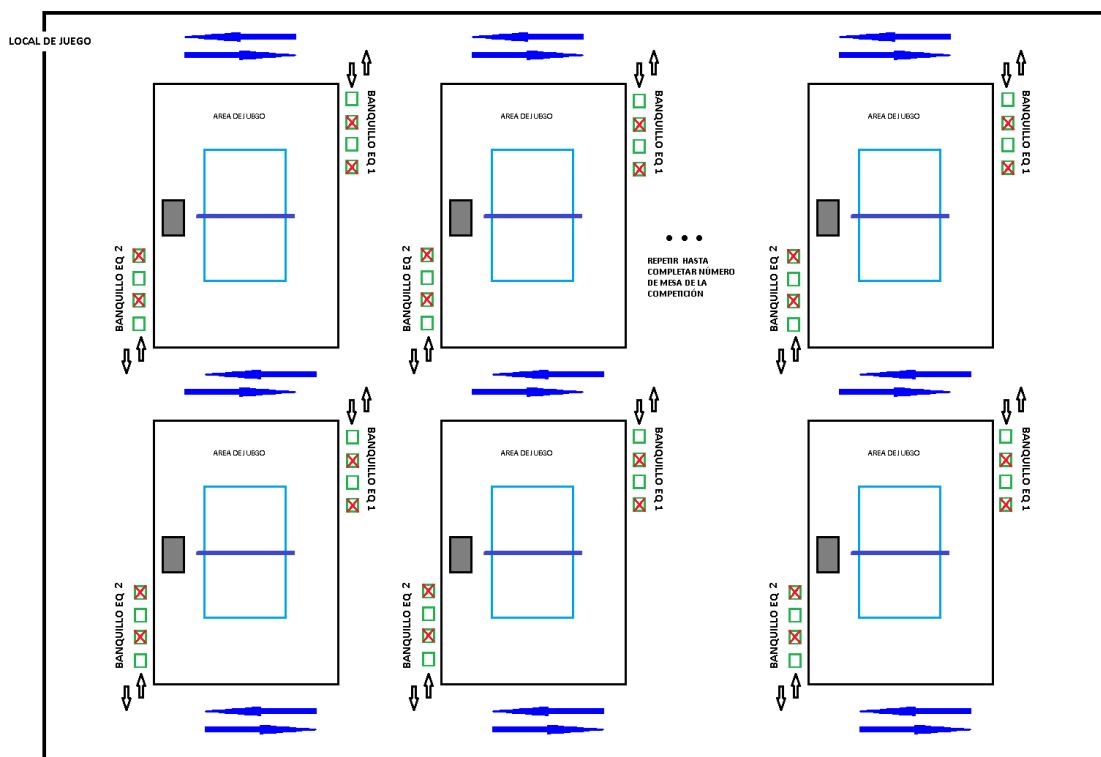 LOCAL DE JUEGO
AREA DE JUEGO
BANQUILLO EQ 1
BANQUILLO EQ 2
AREA DE JUEGO
BANQUILLO EQ 1
BANQUILLO EQ 2
REPETIR HASTA
COMPLETAR NÚMERO
DE MESA DE LA
COMPETICIÓN
AREA DE JUEGO
BANQUILLO EQ 1
BANQUILLO EQ 2
AREA DE JUEGO
BANQUILLO EQ 1
BANQUILLO EQ 2
AREA DE JUEGO
BANQUILLO EQ 1
BANQUILLO EQ 2
AREA DE JUEGO
BANQUILLO EQ 1
BANQUILLO EQ 2